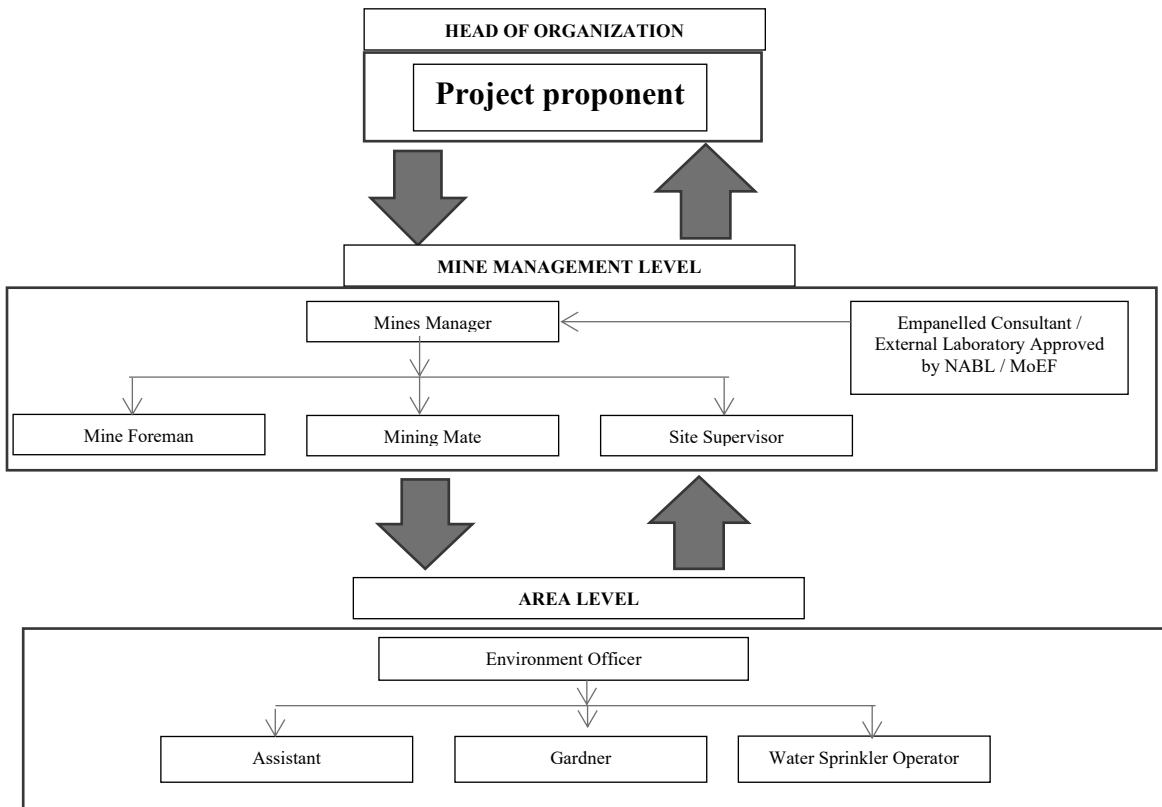 HEAD OF ORGANIZATION
Project proponent
MINE MANAGEMENT LEVEL
Mines Manager
Empanelled Consultant /
External Laboratory Approved
by NABL / MoEF
Mine Foreman
Mining Mate
Site Supervisor
AREA LEVEL
Environment Officer
Assistant
Gardner
Water Sprinkler Operator